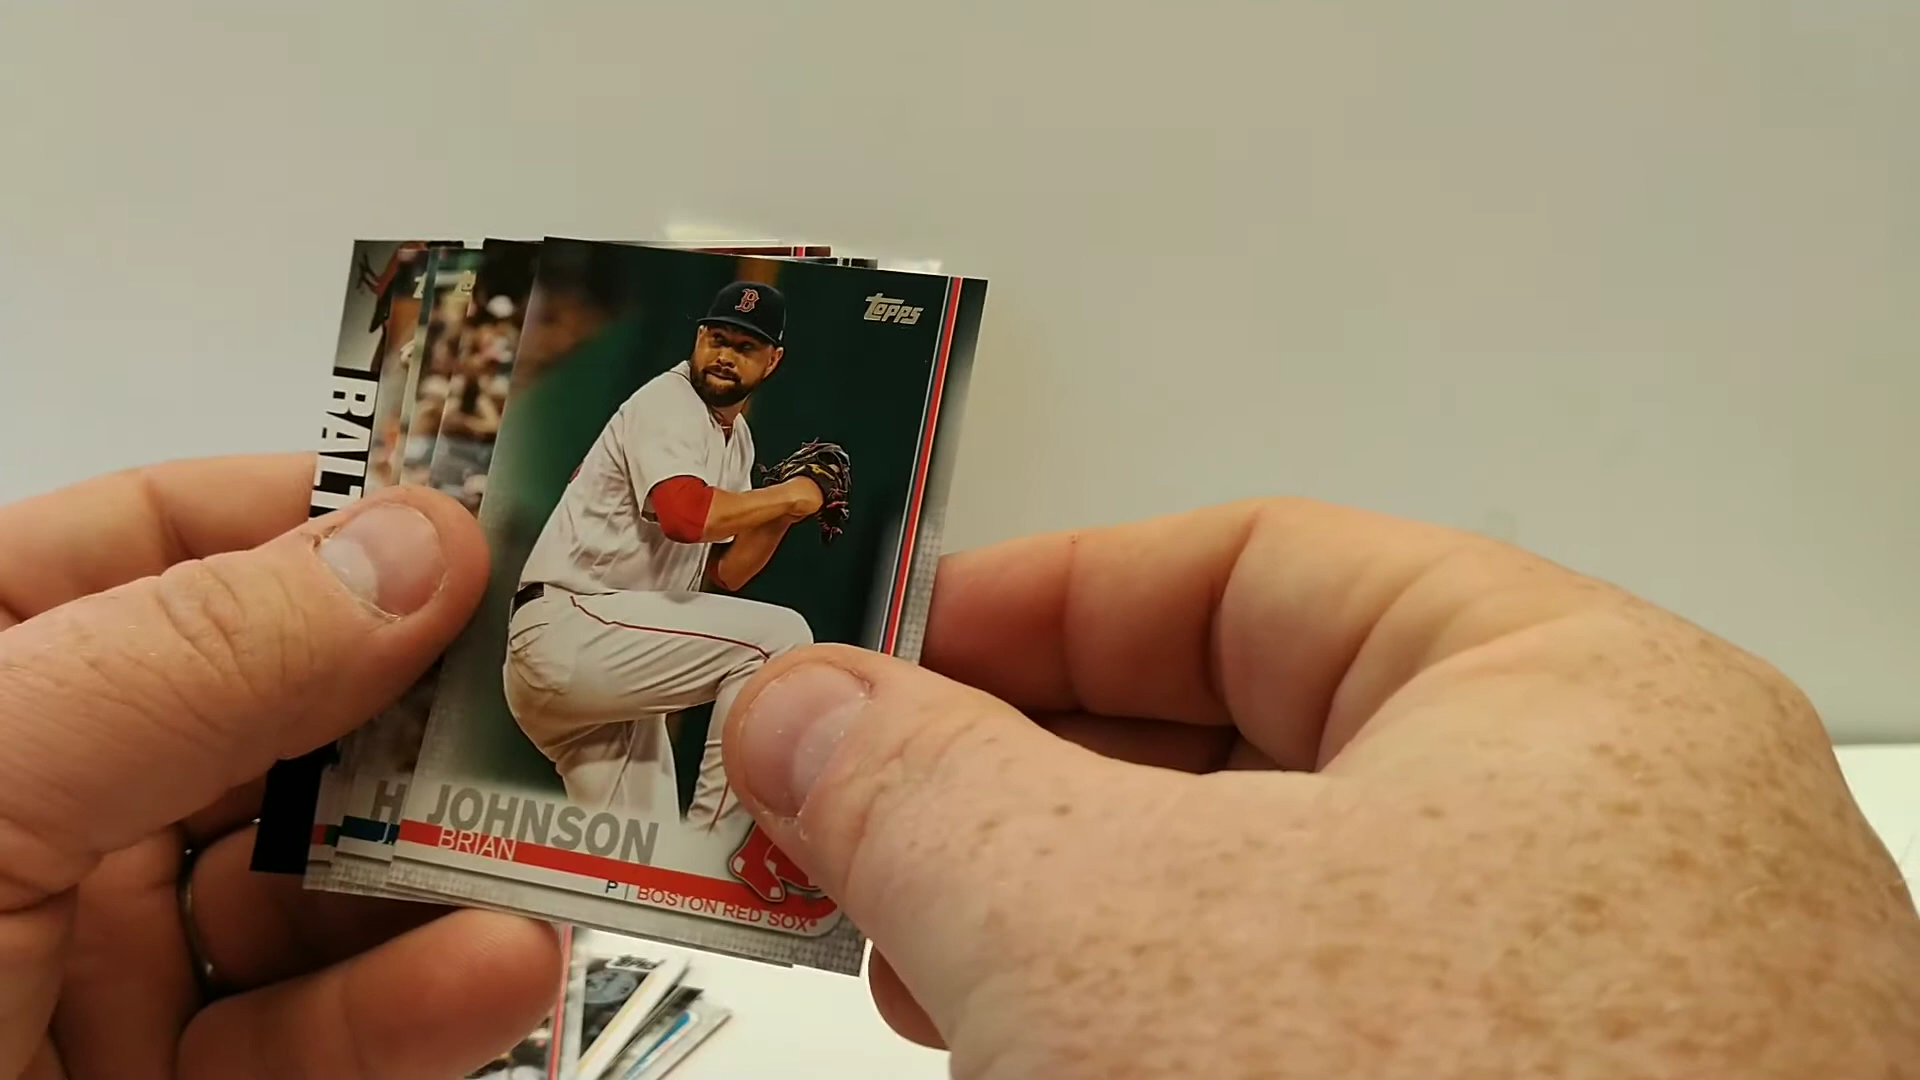 B
Topps
BALT
H
JOHNSON
BRIAN
P | BOSTON RED SOX